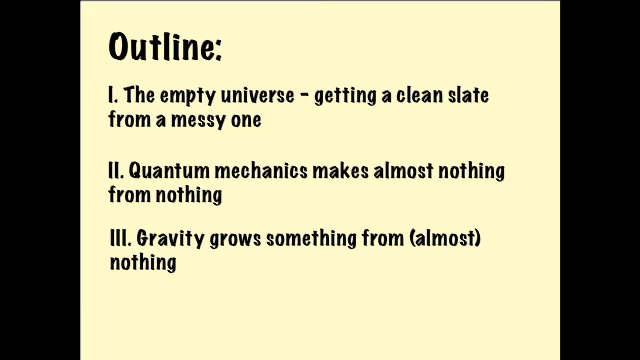 Outline:
I. The empty universe - getting a clean slate
from a messy one
II. Quantum mechanics makes almost nothing
from nothing
III. Gravity grows something from (almost)
nothing